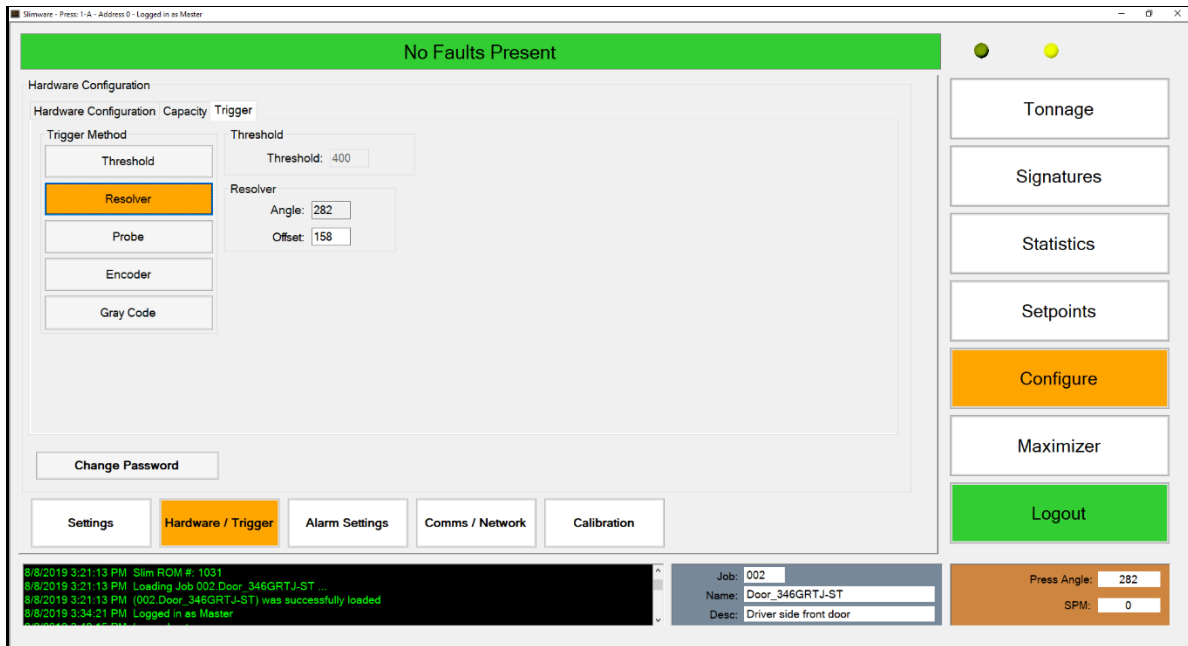 Slimware - Press: 1-A - Address 0 - Logged in as Master
No Faults Present
Hardware Configuration
Hardware Configuration Capacity Trigger
Trigger Method
Threshold
Resolver
Probe
Encoder
Gray Code
Threshold
Threshold: 400
Resolver
Angle: 282
Offset: 158
Change Password
Settings
Hardware / Trigger
Alarm Settings
Comms / Network
Calibration
Tonnage
Signatures
Statistics
Setpoints
Configure
Maximizer
Logout
8/8/2019 3:21:13 PM Slim ROM #: 1031
8/8/2019 3:21:13 PM Loading Job 002.Door_346GRTJ-ST ...
8/8/2019 3:21:13 PM (002.Door_346GRTJ-ST) was successfully loaded
8/8/2019 3:34:21 PM Logged in as Master
Job: 002
Name: Door_346GRTJ-ST
Desc: Driver side front door
Press Angle: 282
SPM: 0